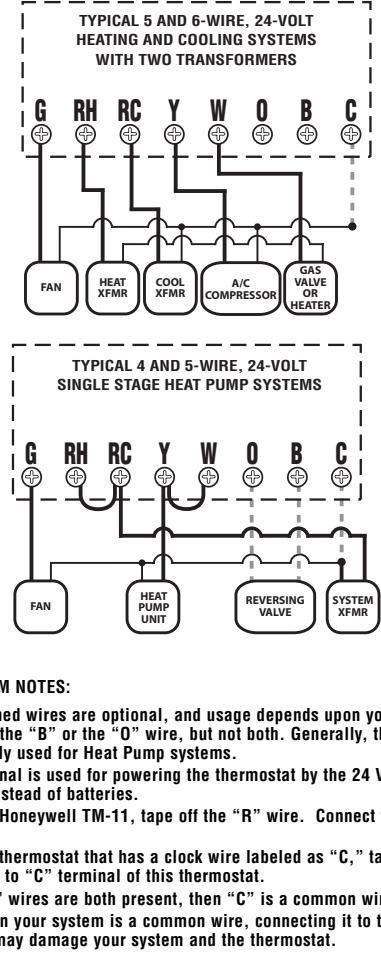 TYPICAL 5 AND 6-WIRE, 24-VOLT
HEATING AND COOLING SYSTEMS
WITH TWO TRANSFORMERS
G RH RC Y W O B C
FAN
HEAT
XFMR
COOL
XFMR
A/C
COMPRESSOR
GAS
VALVE
OR
HEATER
TYPICAL 4 AND 5-WIRE, 24-VOLT
SINGLE STAGE HEAT PUMP SYSTEMS
G RH RC Y W O B C
FAN
HEAT
PUMP
UNIT
REVERSING
VALVE
SYSTEM
XFMR
M NOTES:
ed wires are optional, and usage depends upon yo
the “B” or the “O” wire, but not both. Generally, th
ly used for Heat Pump systems.
nal is used for powering the thermostat by the 24 V
stead of batteries.
Honeywell TM-11, tape off the “R” wire. Connect
thermostat that has a clock wire labeled as “C,” ta
to “C” terminal of this thermostat.
” wires are both present, then “C” is a common wi
n your system is a common wire, connecting it to t
may damage your system and the thermostat.